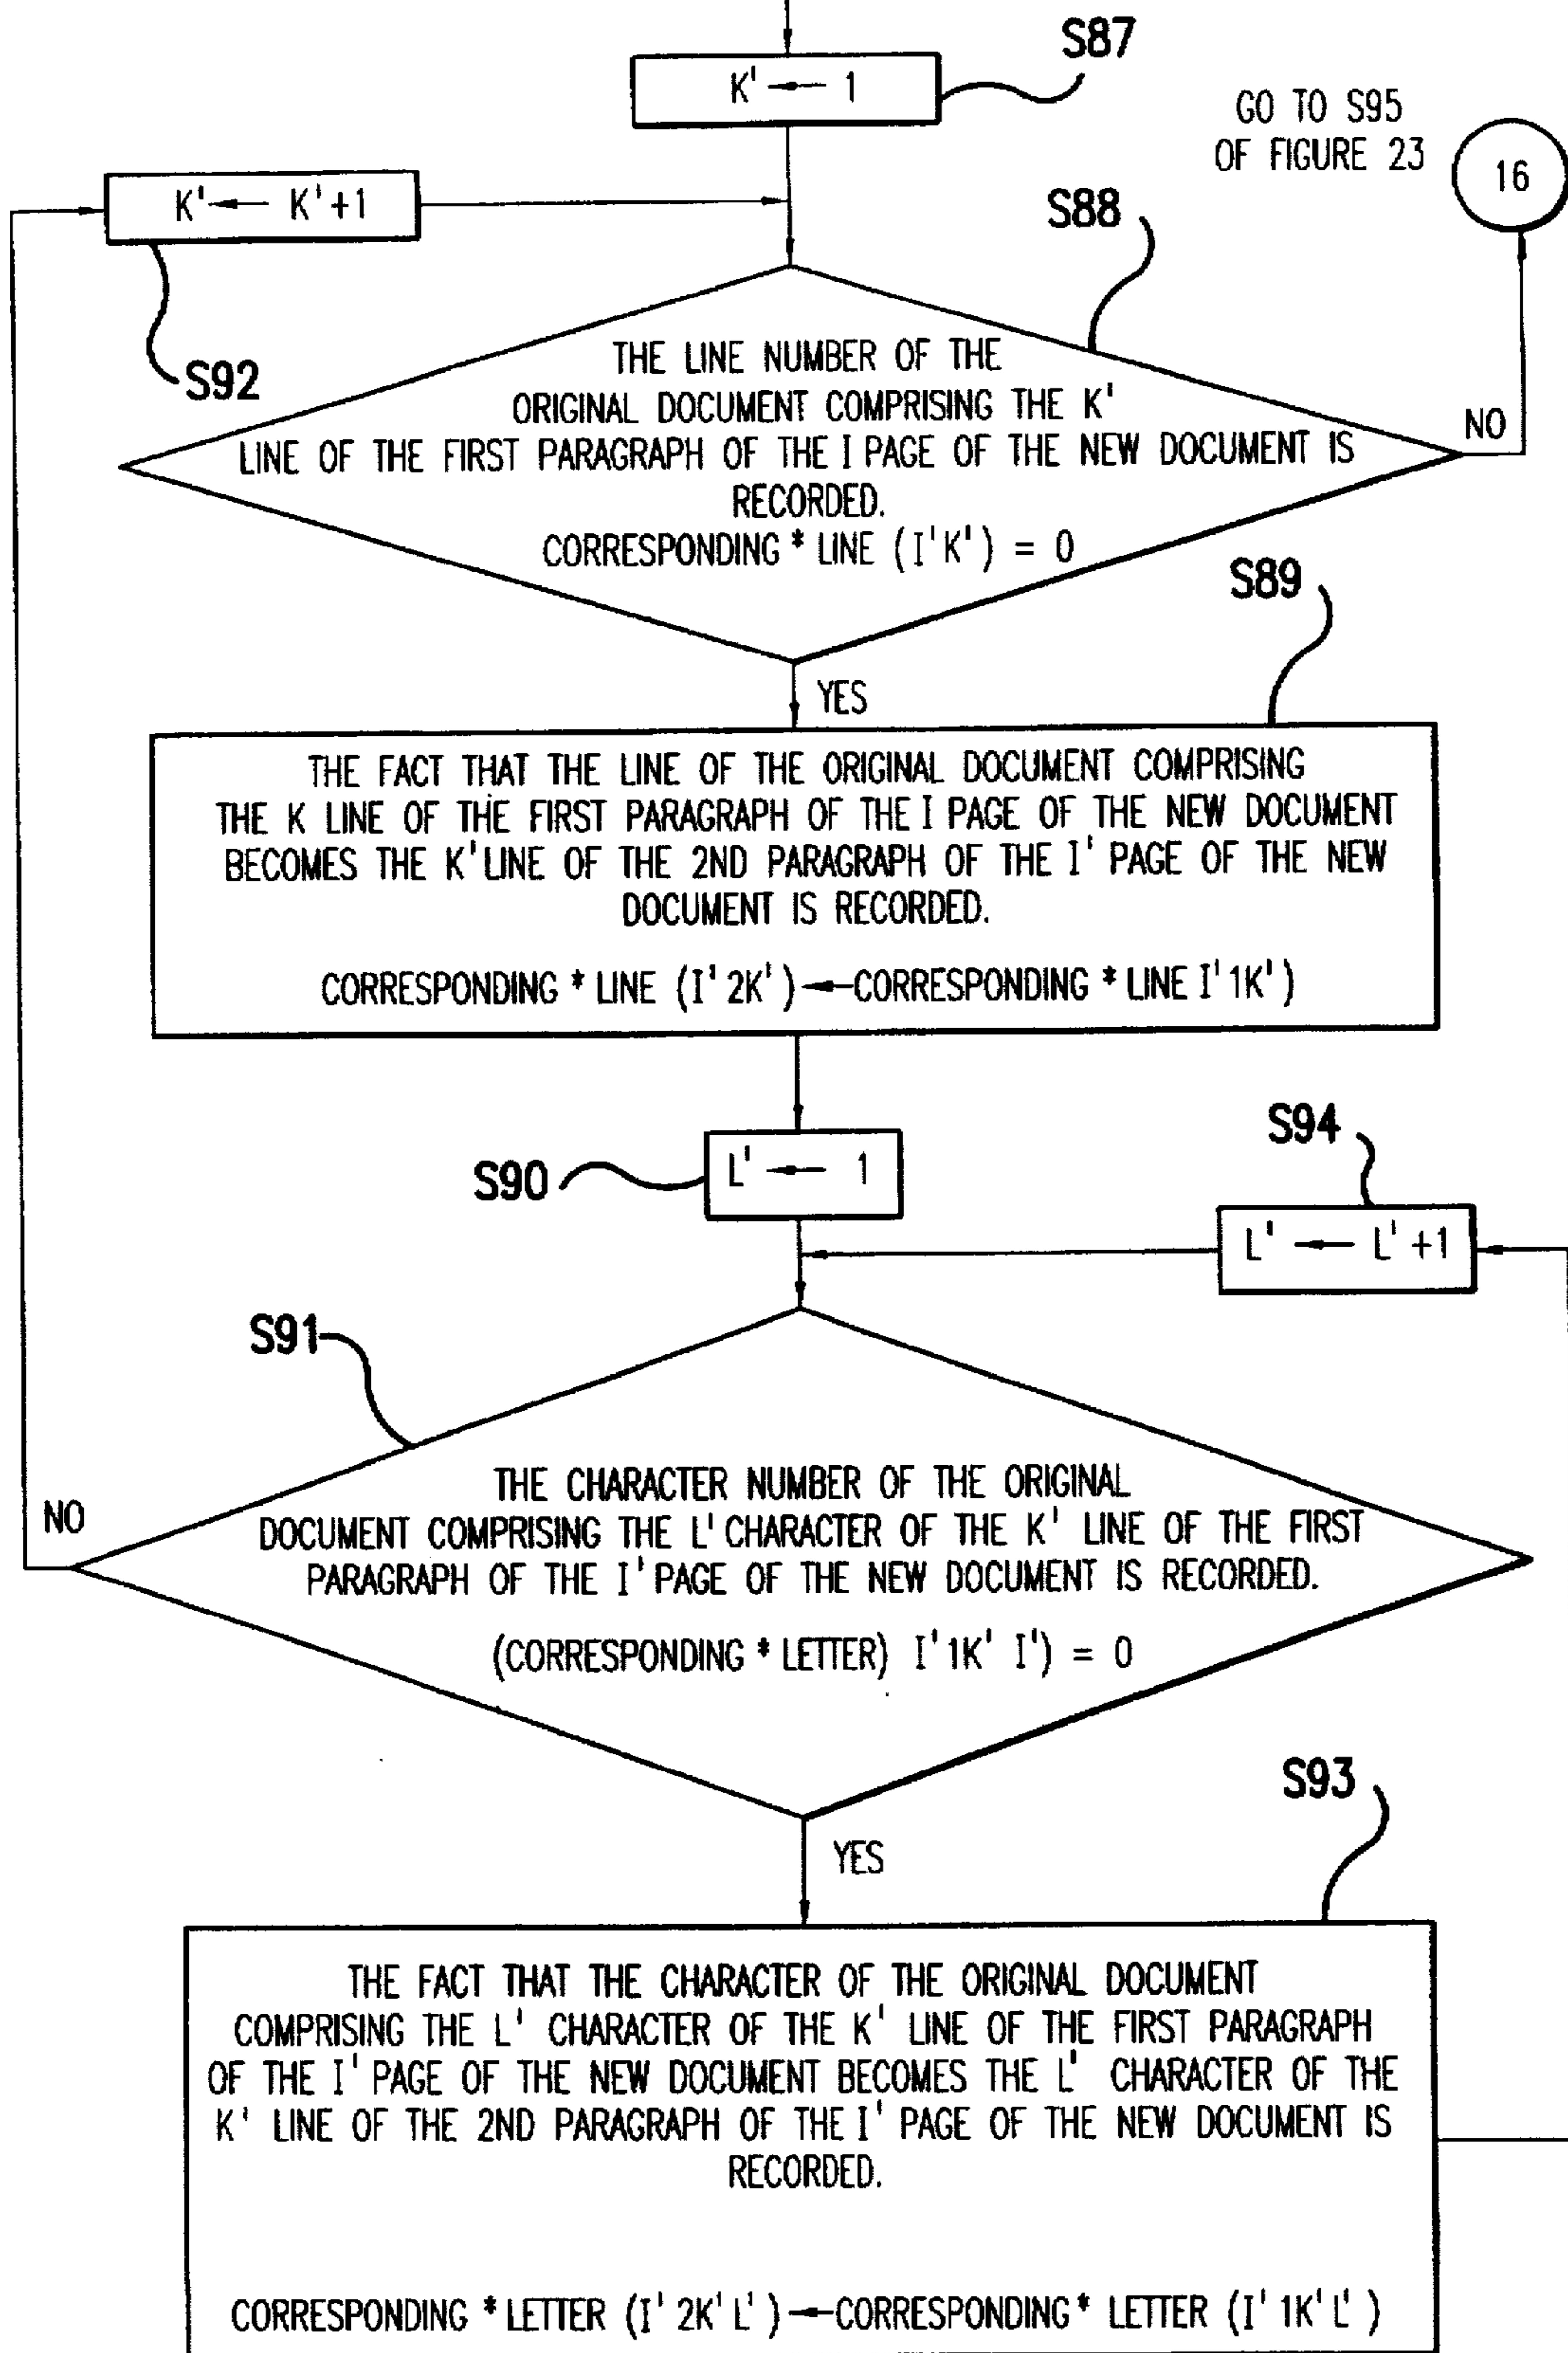 S87
K' ← 1
GO TO S95
OF FIGURE 23
16
K' ← K'+1
S88
S92
THE LINE NUMBER OF THE
ORIGINAL DOCUMENT COMPRISING THE K'
LINE OF THE FIRST PARAGRAPH OF THE I PAGE OF THE NEW DOCUMENT IS
RECORDED.
CORRESPONDING * LINE (I'K') = 0
NO
S89
YES
THE FACT THAT THE LINE OF THE ORIGINAL DOCUMENT COMPRISING
THE K LINE OF THE FIRST PARAGRAPH OF THE I PAGE OF THE NEW DOCUMENT
BECOMES THE K' LINE OF THE 2ND PARAGRAPH OF THE I' PAGE OF THE NEW
DOCUMENT IS RECORDED.
CORRESPONDING * LINE (I'2K') ← CORRESPONDING * LINE I'1K')
S90
L' ← 1
S94
L' ← L'+1
S91
THE CHARACTER NUMBER OF THE ORIGINAL
DOCUMENT COMPRISING THE L' CHARACTER OF THE K' LINE OF THE FIRST
PARAGRAPH OF THE I' PAGE OF THE NEW DOCUMENT IS RECORDED.
(CORRESPONDING * LETTER) I'1K' I') = 0
NO
YES
S93
THE FACT THAT THE CHARACTER OF THE ORIGINAL DOCUMENT
COMPRISING THE L' CHARACTER OF THE K' LINE OF THE FIRST PARAGRAPH
OF THE I' PAGE OF THE NEW DOCUMENT BECOMES THE L' CHARACTER OF THE
K' LINE OF THE 2ND PARAGRAPH OF THE I' PAGE OF THE NEW DOCUMENT IS
RECORDED.
CORRESPONDING * LETTER (I'2K'L') ← CORRESPONDING * LETTER (I'1K'L')